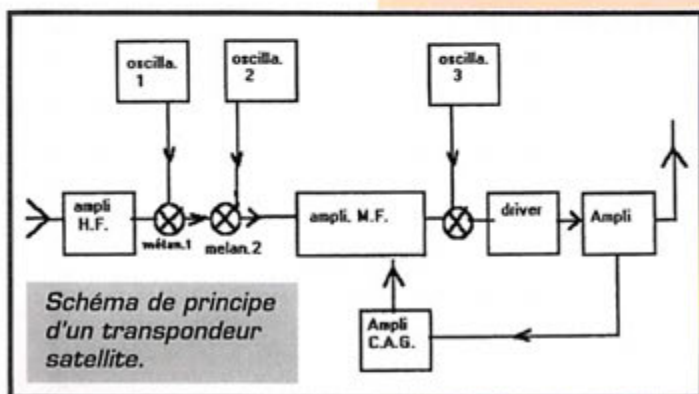 oscilla.
1
oscilla.
2
oscilla.
3
ampli
H.F.
mélan.1
melan.2
ampli. M.F.
driver
Ampli
Ampli
C.A.G.
Schéma de principe
d'un transpondeur
satellite.